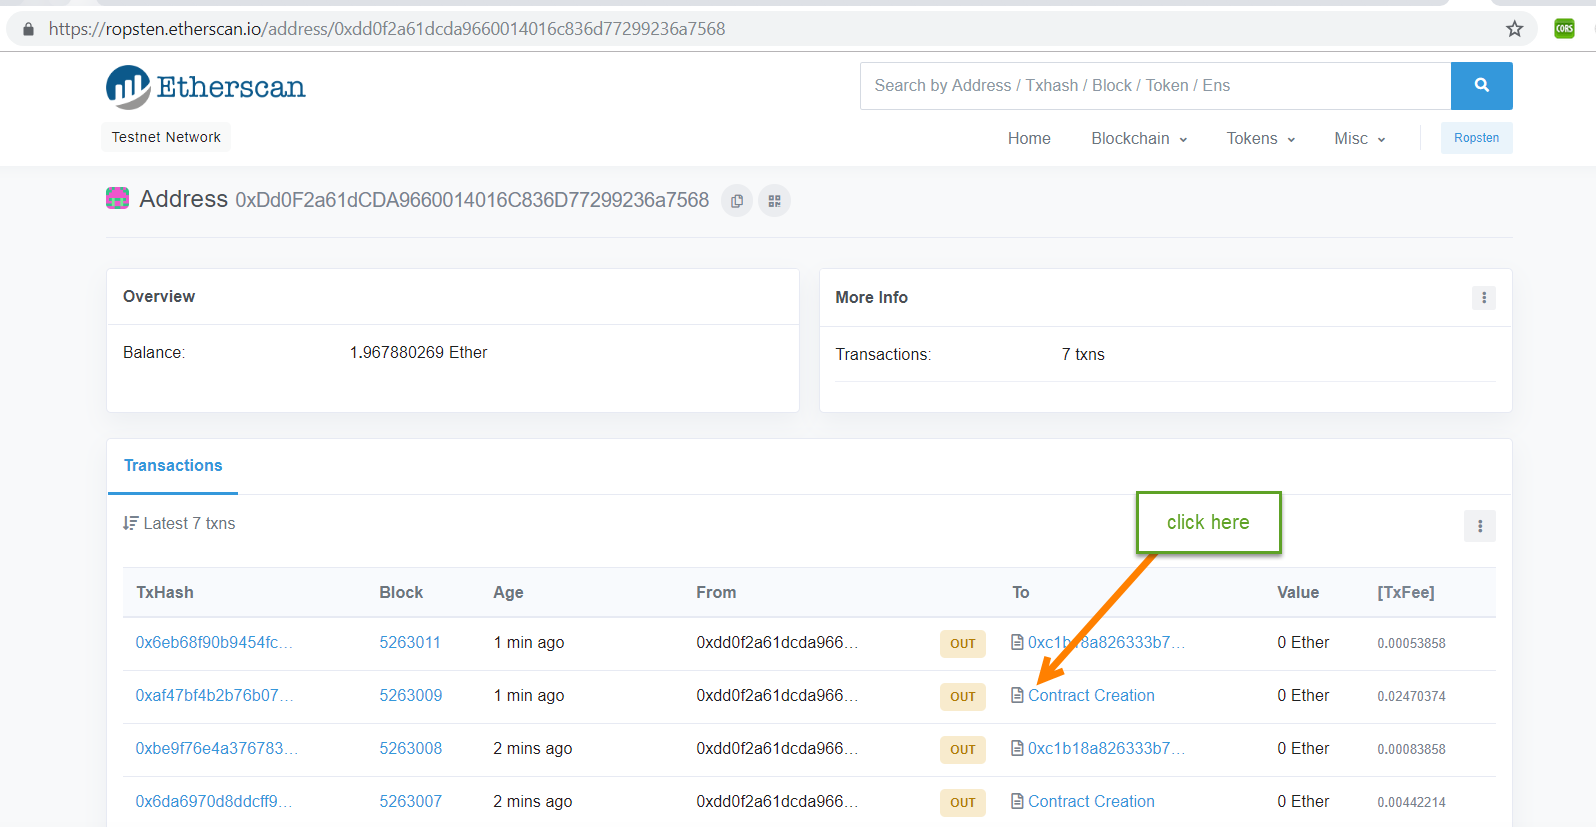 https://ropsten.etherscan.io/address/0xdd0f2a61dcda9660014016c836d77299236a7568
CORS
Etherscan
Search by Address / Txhash / Block / Token / Ens
Testnet Network
Home Blockchain Tokens Misc Ropsten
Address 0xDd0F2a61dCDA9660014016C836D77299236a7568
Overview
Balance: 1.967880269 Ether
More Info
Transactions: 7 txns
Transactions
Latest 7 txns
click here
TxHash Block Age From To Value [TxFee]
0x6eb68f90b9454fc... 5263011 1 min ago 0xdd0f2a61dcda966... OUT 0xc1b18a826333b7... 0 Ether 0.00053858
0xaf47bf4b2b76b07... 5263009 1 min ago 0xdd0f2a61dcda966... OUT Contract Creation 0 Ether 0.02470374
0xbe9f76e4a376783... 5263008 2 mins ago 0xdd0f2a61dcda966... OUT 0xc1b18a826333b7... 0 Ether 0.00083858
0x6da6970d8ddcff9... 5263007 2 mins ago 0xdd0f2a61dcda966... OUT Contract Creation 0 Ether 0.00442214